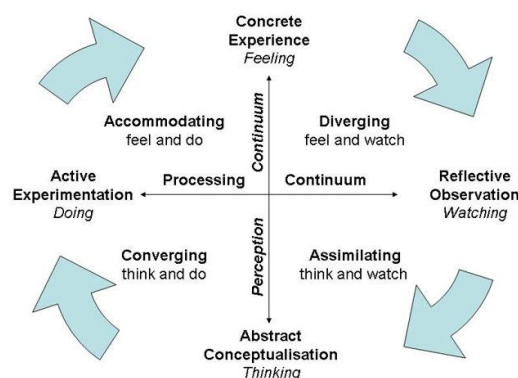 Concrete
Experience
Feeling
Accommodating
feel and do
Continuum
Diverging
feel and watch
Active
Experimentation
Doing
Processing
Continuum
Reflective
Observation
Watching
Converging
think and do
Perception
Assimilating
think and watch
Abstract
Conceptualisation
Thinking